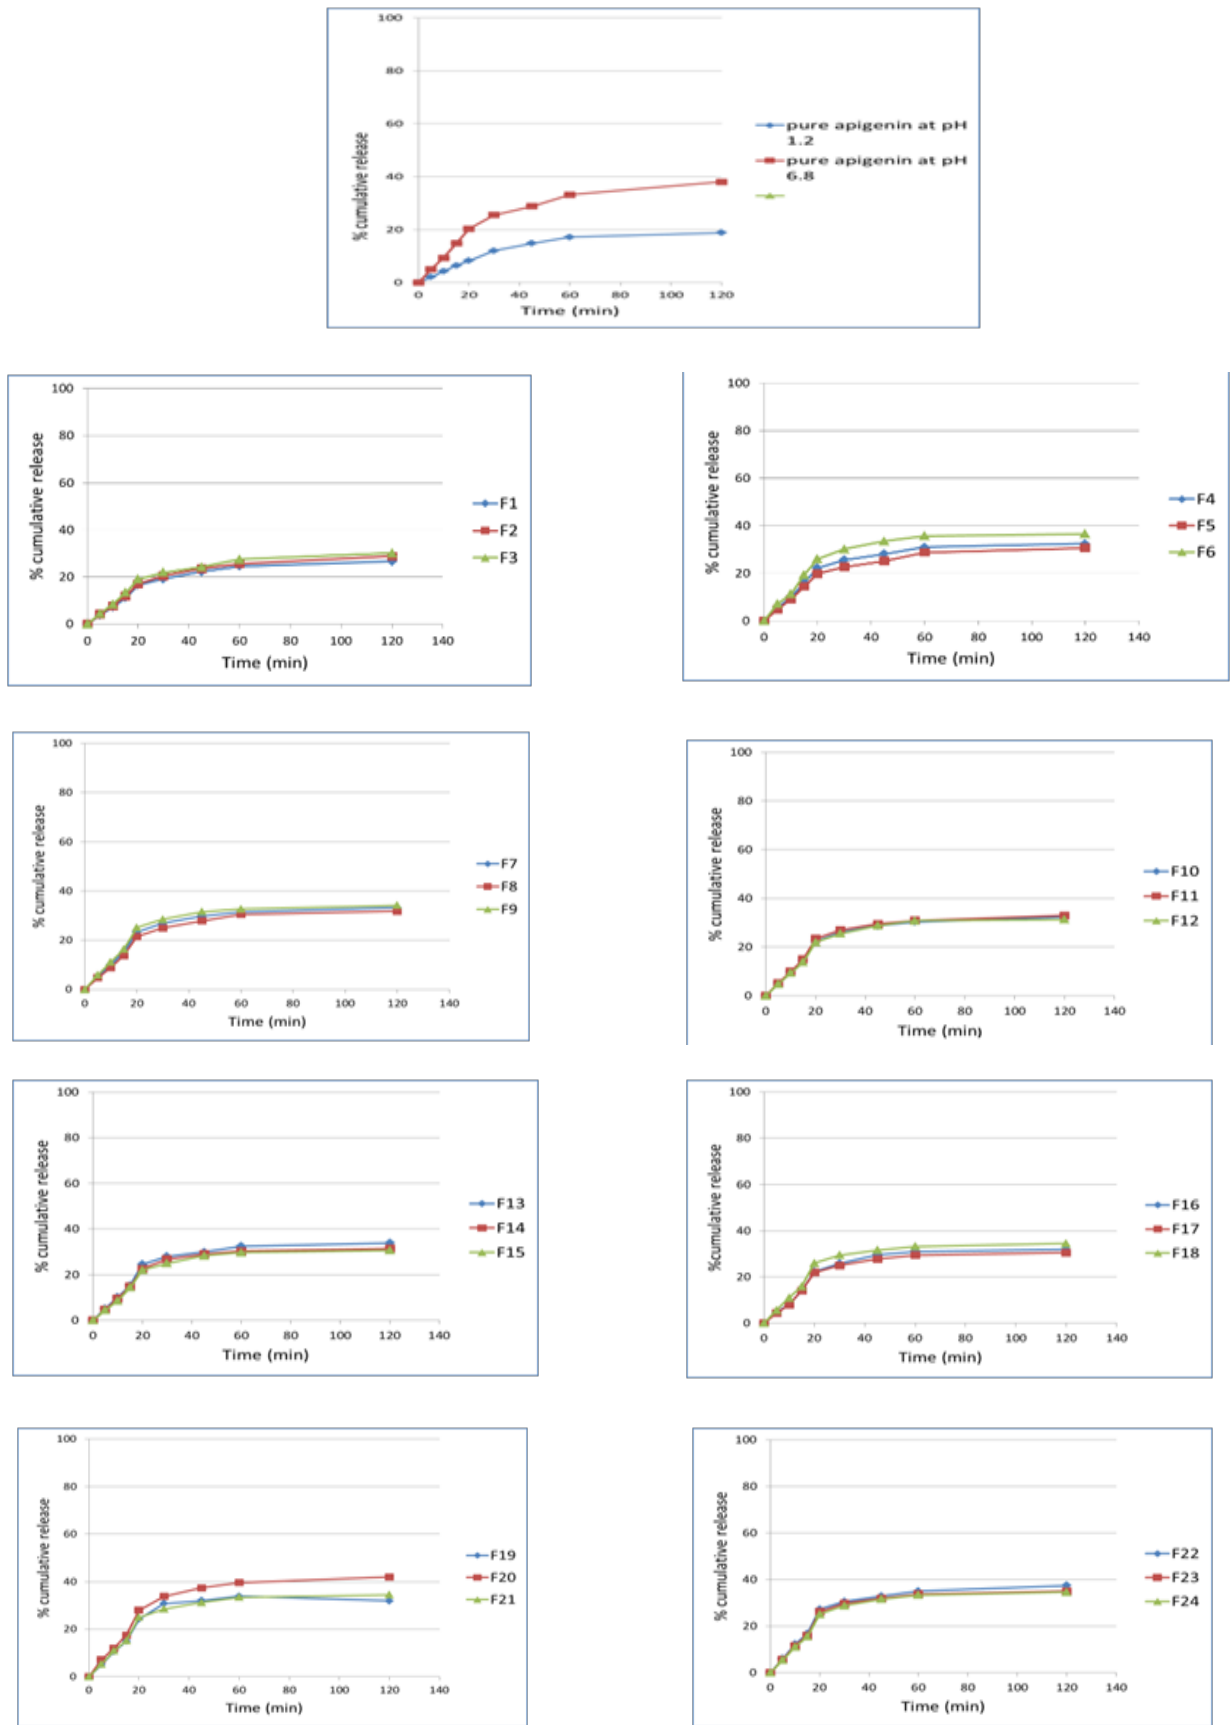 100
80
60
40
20
0
% cumulative release
0 20 40 60 80 100 120
Time (min)
pure apigenin at pH
1.2
pure apigenin at pH
6.8
100
80
60
40
20
0
% cumulative release
0 20 40 60 80 100 120 140
Time (min)
F1
F2
F3
100
80
60
40
20
0
% cumulative release
0 20 40 60 80 100 120 140
Time (min)
F4
F5
F6
100
80
60
40
20
0
% cumulative release
0 20 40 60 80 100 120 140
Time (min)
F7
F8
F9
100
80
60
40
20
0
% cumulative release
0 20 40 60 80 100 120 140
Time (min)
F10
F11
F12
100
80
60
40
20
0
% cumulative release
0 20 40 60 80 100 120 140
Time (min)
F13
F14
F15
100
80
60
40
20
0
%cumulative release
0 20 40 60 80 100 120 140
Time (min)
F16
F17
F18
100
80
60
40
20
0
% cumulative release
0 20 40 60 80 100 120 140
Time (min)
F19
F20
F21
100
80
60
40
20
0
% cumulative release
0 20 40 60 80 100 120 140
Time (min)
F22
F23
F24